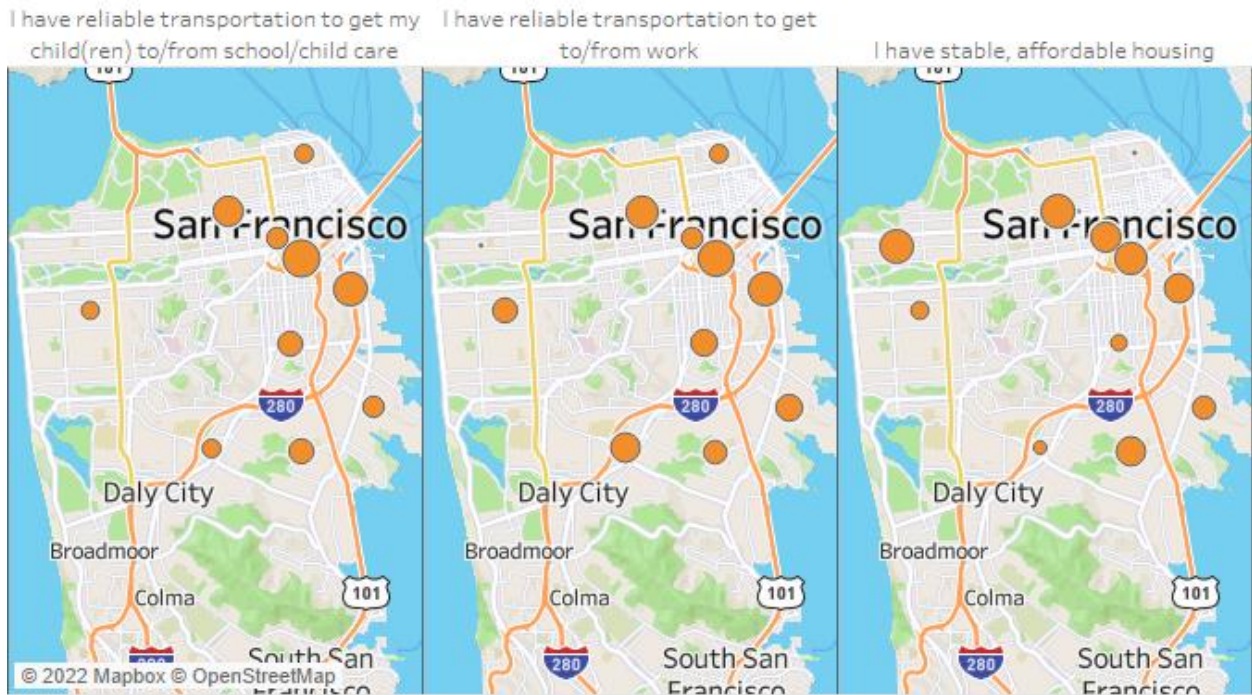 I have reliable transportation to get my
child(ren) to/from school/child care
I have reliable transportation to get
to/from work
I have stable, affordable housing
101
San Francisco
280
Daly City
Broadmoor
Colma
101
280
South San
Francisco
© 2022 Mapbox © OpenStreetMap
101
San Francisco
280
Daly City
Broadmoor
Colma
101
280
South San
Francisco
101
San Francisco
280
Daly City
Broadmoor
Colma
101
280
South San
Francisco